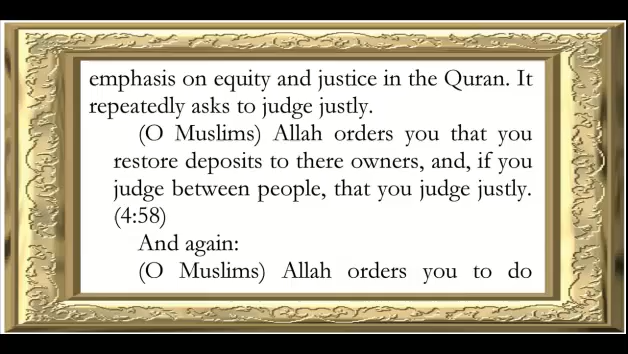 emphasis on equity and justice in the Quran. It
repeatedly asks to judge justly.
(O Muslims) Allah orders you that you
restore deposits to there owners, and, if you
judge between people, that you judge justly.
(4:58)
And again:
(O Muslims) Allah orders you to do